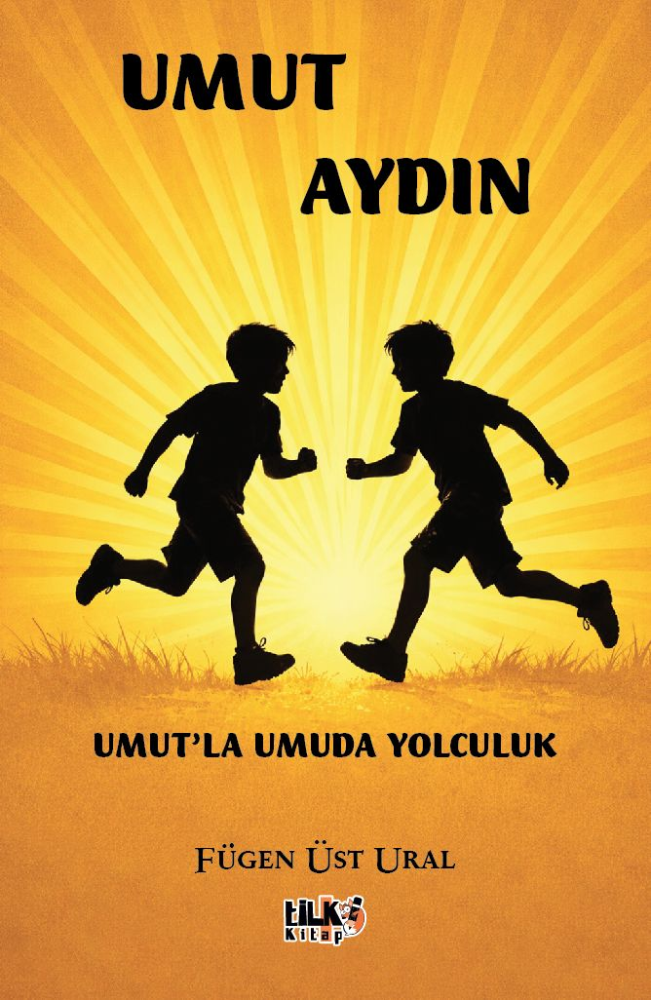 UMUT
AYDIN
UMUT'LA UMUDA YOLCULUK
FÜGEN ÜST URAL
tiLKi
Kitap